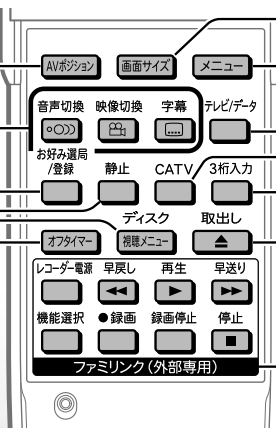 AVポジション 画面サイズ メニュー
音声切換 映像切換 字幕 テレビ/データ
お好み選局
/登録 静止 CATV 3桁入力
ディスク 取出し
オフタイマー 視聴メニュー
レコーダー電源 早戻し 再生 早送り
機能選択 ●録画 録画停止 停止
ファミリンク(外部専用)